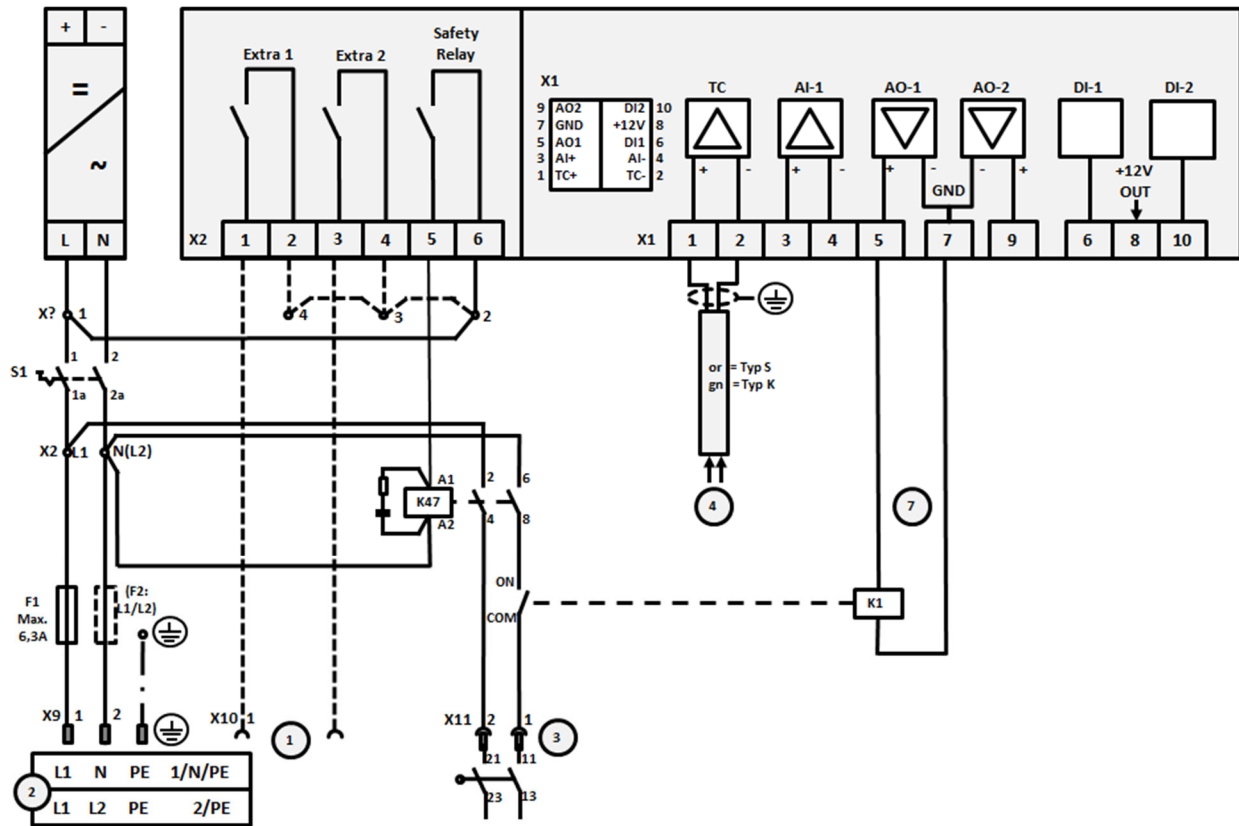 + -
=
~
L N
Extra 1
Extra 2
Safety
Relay
X2 1 2 3 4 5 6
X1
9 AO2 DI2 10
7 GND +12V 8
5 AO1 DI1 6
3 AI+ AI- 4
1 TC+ TC- 2
TC AI-1 AO-1 AO-2 DI-1 DI-2
+ - + - + - - +
GND
+12V
OUT
X1 1 2 3 4 5 7 9 6 8 10
X? 1
4 3 2
1 2
S1
1a 2a
or = Typ S
gn = Typ K
X2 L1 N(L2)
A1
K47
A2
2 6
4 8
4
7
F1
Max.
6,3A
(F2:
L1/L2)
ON
COM
K1
X9 1 2
X10 1
1
X11 2 1
3
21 11
23 13
2
L1 N PE 1/N/PE
L1 L2 PE 2/PE